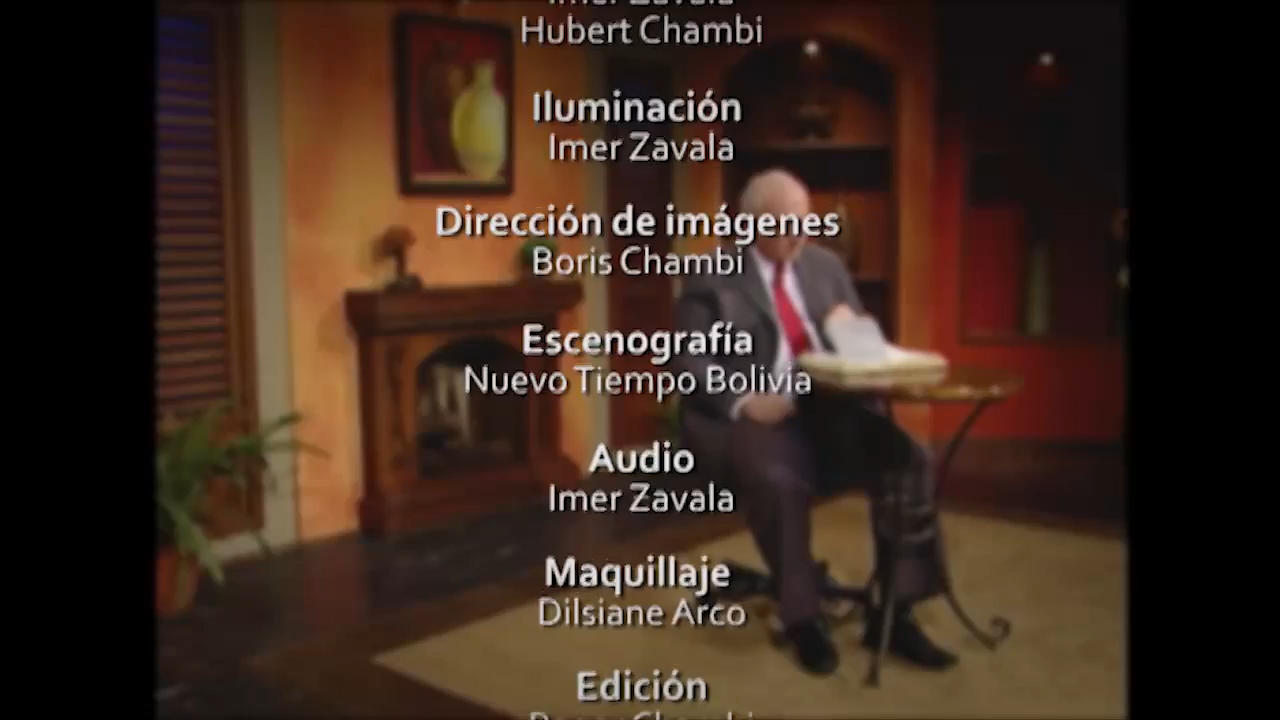 Hubert Chambi
Iluminación
Imer Zavala
Dirección de imágenes
Boris Chambi
Escenografía
Nuevo Tiempo Bolivia
Audio
Imer Zavala
Maquillaje
Dilsiane Arco
Edición